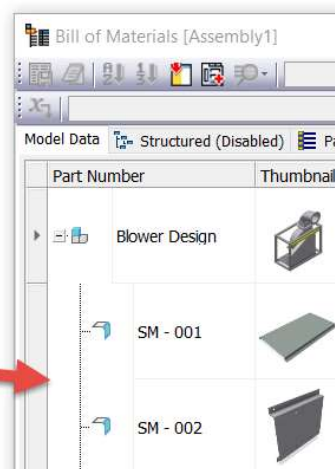 Bill of Materials [Assembly1]
Model Data Structured (Disabled)
Part Number Thumbnail
Blower Design
SM - 001
SM - 002